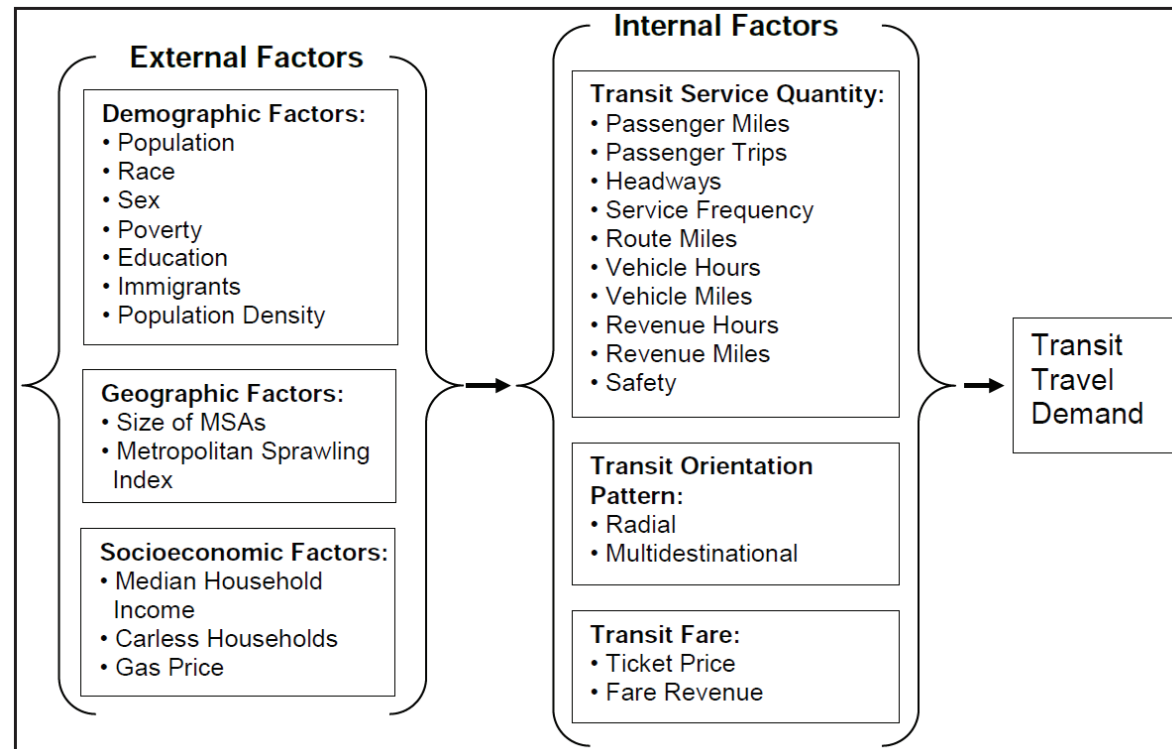 External Factors
Demographic Factors:
• Population
• Race
• Sex
• Poverty
• Education
• Immigrants
• Population Density
Geographic Factors:
• Size of MSAs
• Metropolitan Sprawling
Index
Socioeconomic Factors:
• Median Household
Income
• Carless Households
• Gas Price
Internal Factors
Transit Service Quantity:
• Passenger Miles
• Passenger Trips
• Headways
• Service Frequency
• Route Miles
• Vehicle Hours
• Vehicle Miles
• Revenue Hours
• Revenue Miles
• Safety
Transit Orientation
Pattern:
• Radial
• Multidestinational
Transit Fare:
• Ticket Price
• Fare Revenue
Transit
Travel
Demand